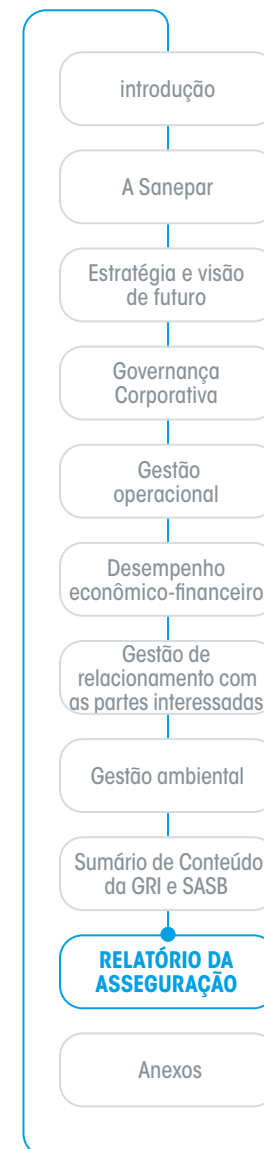 introdução
A Sanepar
Estratégia e visão
de futuro
Governança
Corporativa
Gestão
operacional
Desempenho
econômico-financeiro
Gestão de
relacionamento com
as partes interessadas
Gestão ambiental
Sumário de Conteúdo
da GRI e SASB
RELATÓRIO DA
ASSEGURAÇÃO
Anexos